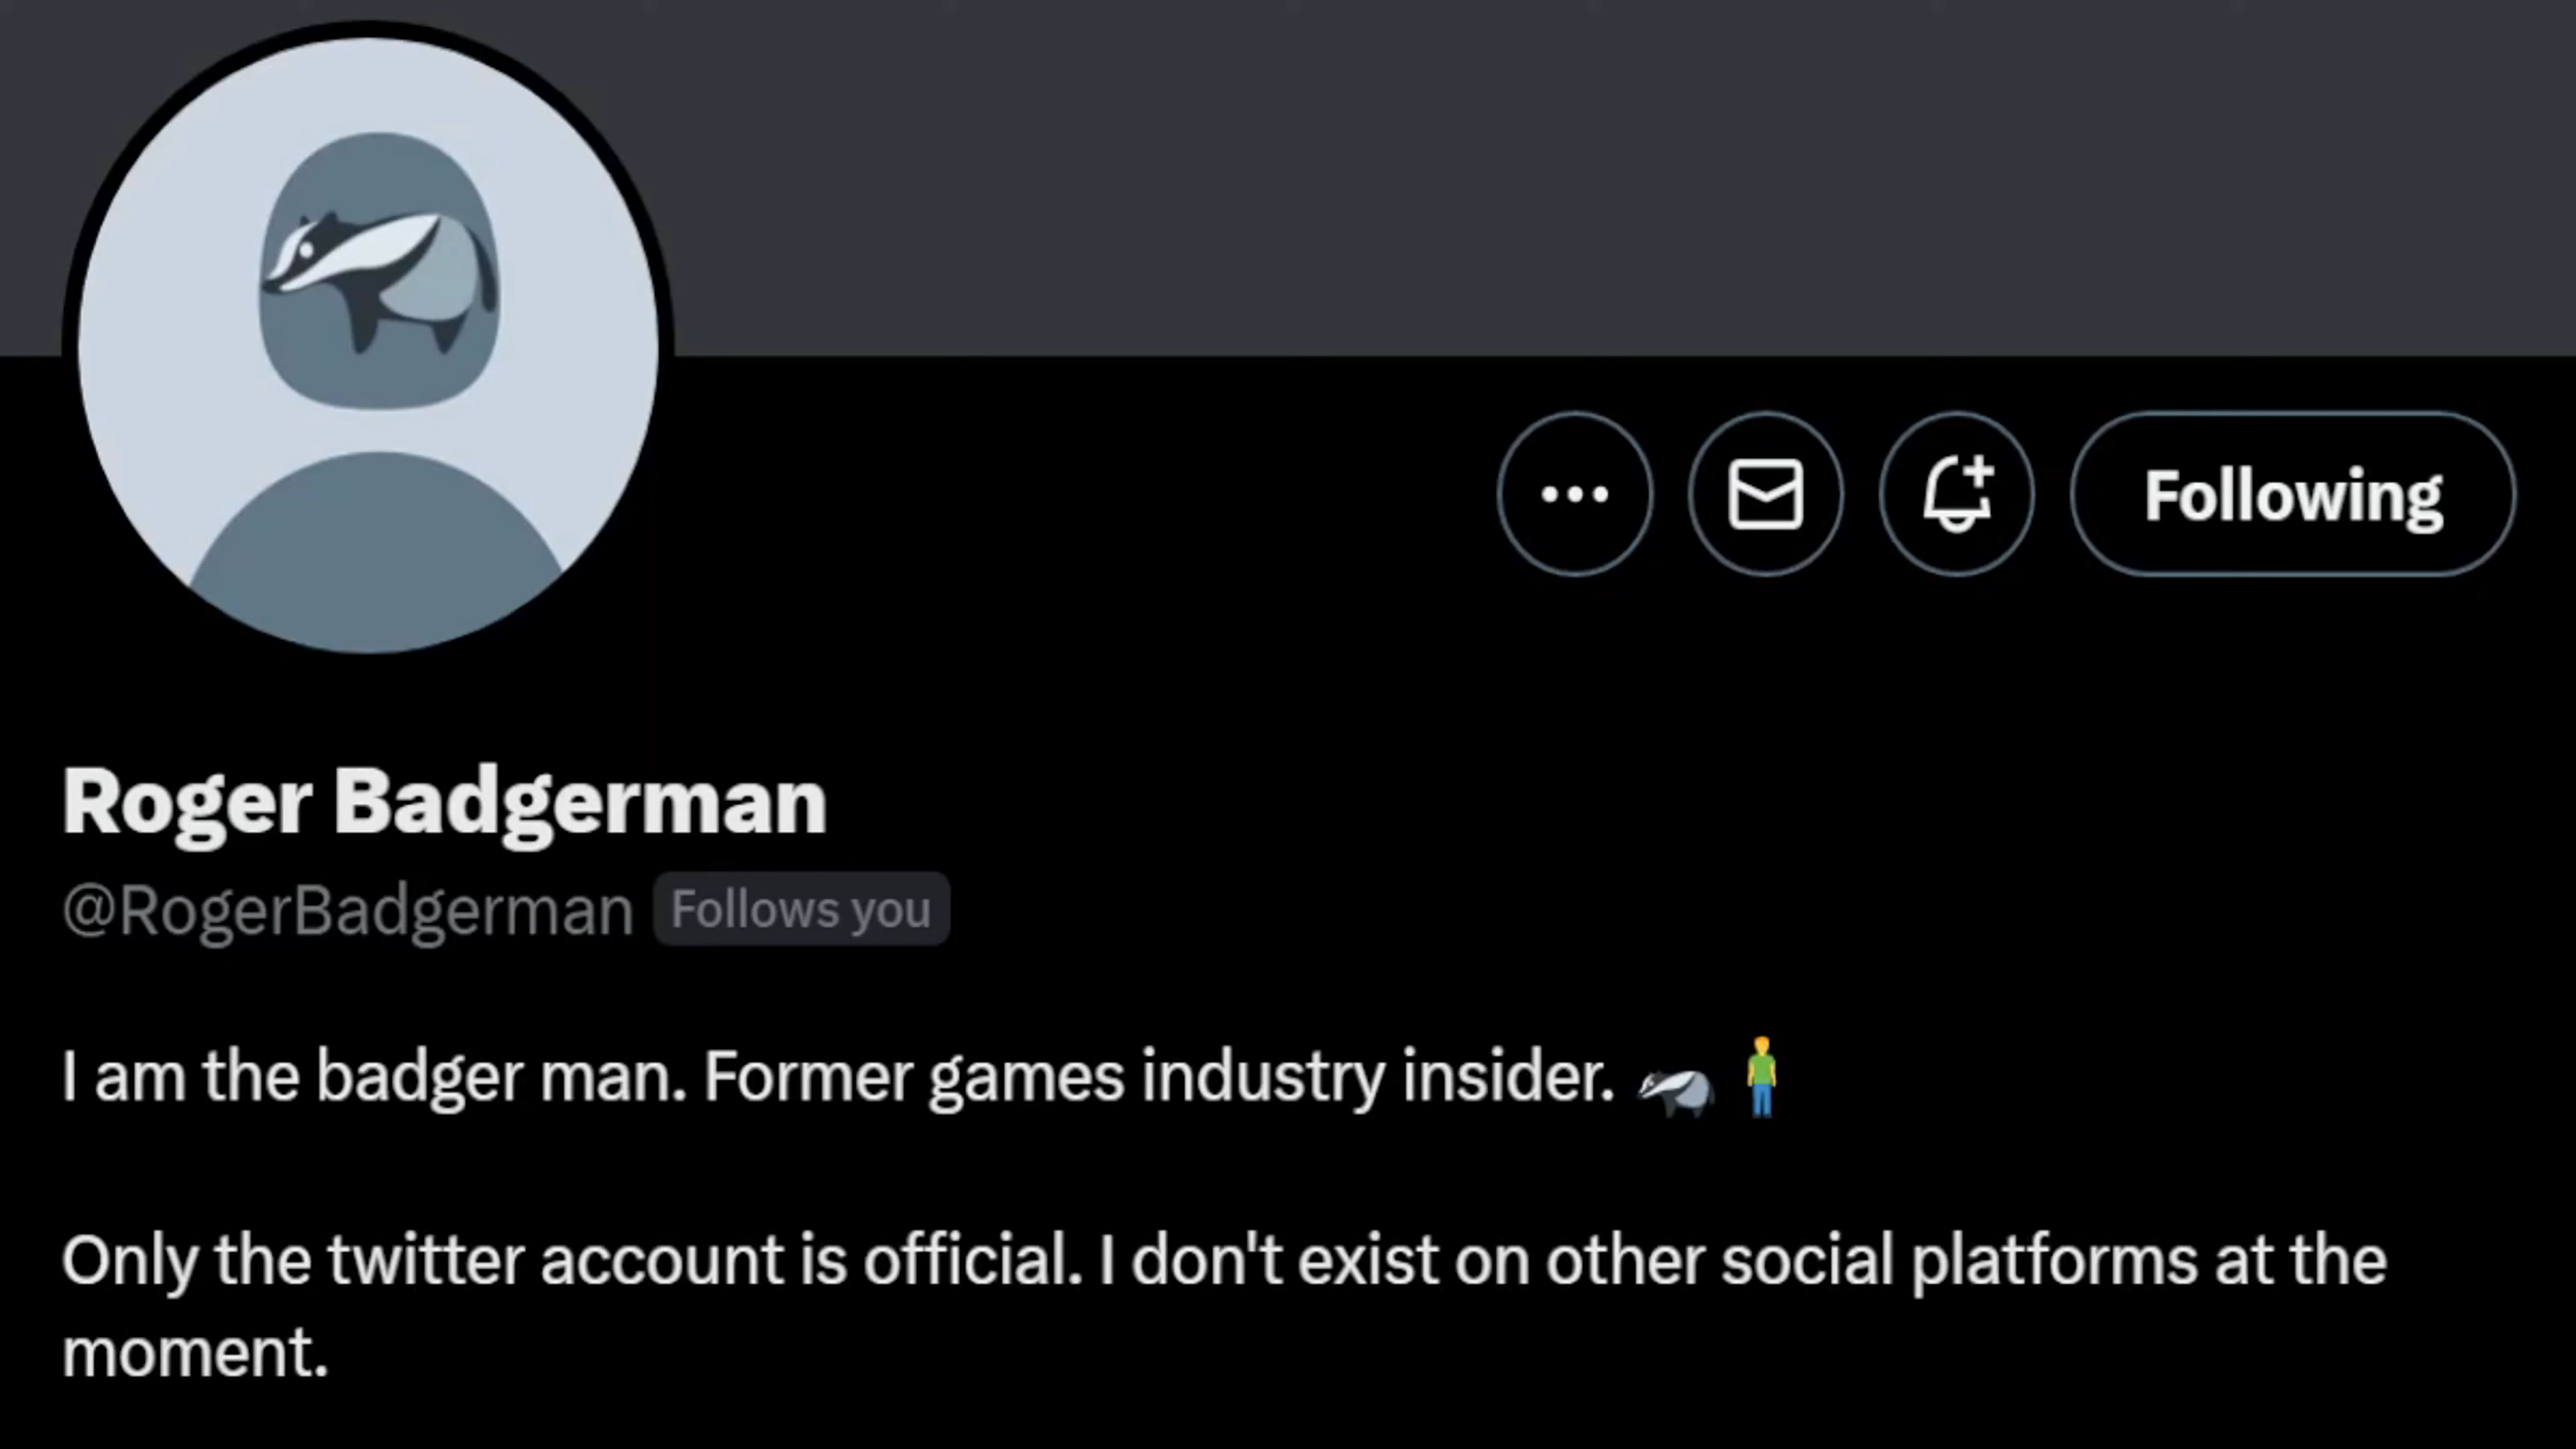 Following
Roger Badgerman
@RogerBadgerman Follows you
I am the badger man. Former games industry insider. 🦡🧍
Only the twitter account is official. I don't exist on other social platforms at the
moment.